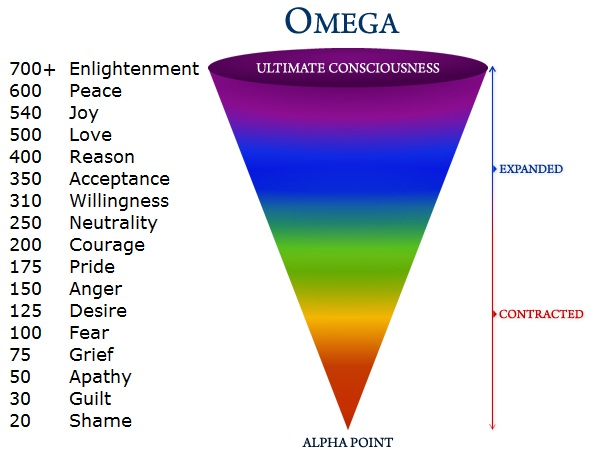 OMEGA
ULTIMATE CONSCIOUSNESS
700+ Enlightenment
600 Peace
540 Joy
500 Love
400 Reason
350 Acceptance
310 Willingness
250 Neutrality
200 Courage
175 Pride
150 Anger
125 Desire
100 Fear
75 Grief
50 Apathy
30 Guilt
20 Shame
EXPANDED
CONTRACTED
ALPHA POINT